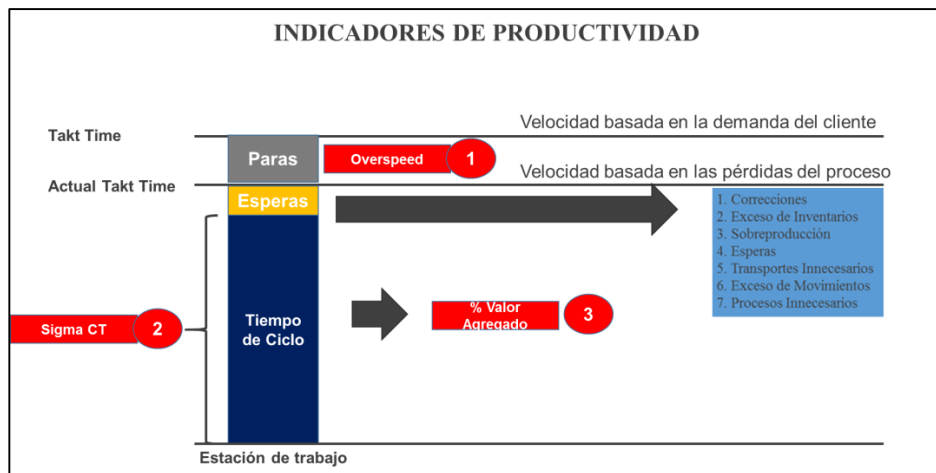 INDICADORES DE PRODUCTIVIDAD
Velocidad basada en la demanda del cliente
Takt Time
Paras
Overspeed
1
Velocidad basada en las pérdidas del proceso
Actual Takt Time
Esperas
1. Correcciones
2. Exceso de Inventarios
3. Sobreproducción
4. Esperas
5. Transportes Innecesarios
6. Exceso de Movimientos
7. Procesos Innecesarios
Sigma CT
2
Tiempo
de Ciclo
% Valor
Agregado
3
Estación de trabajo